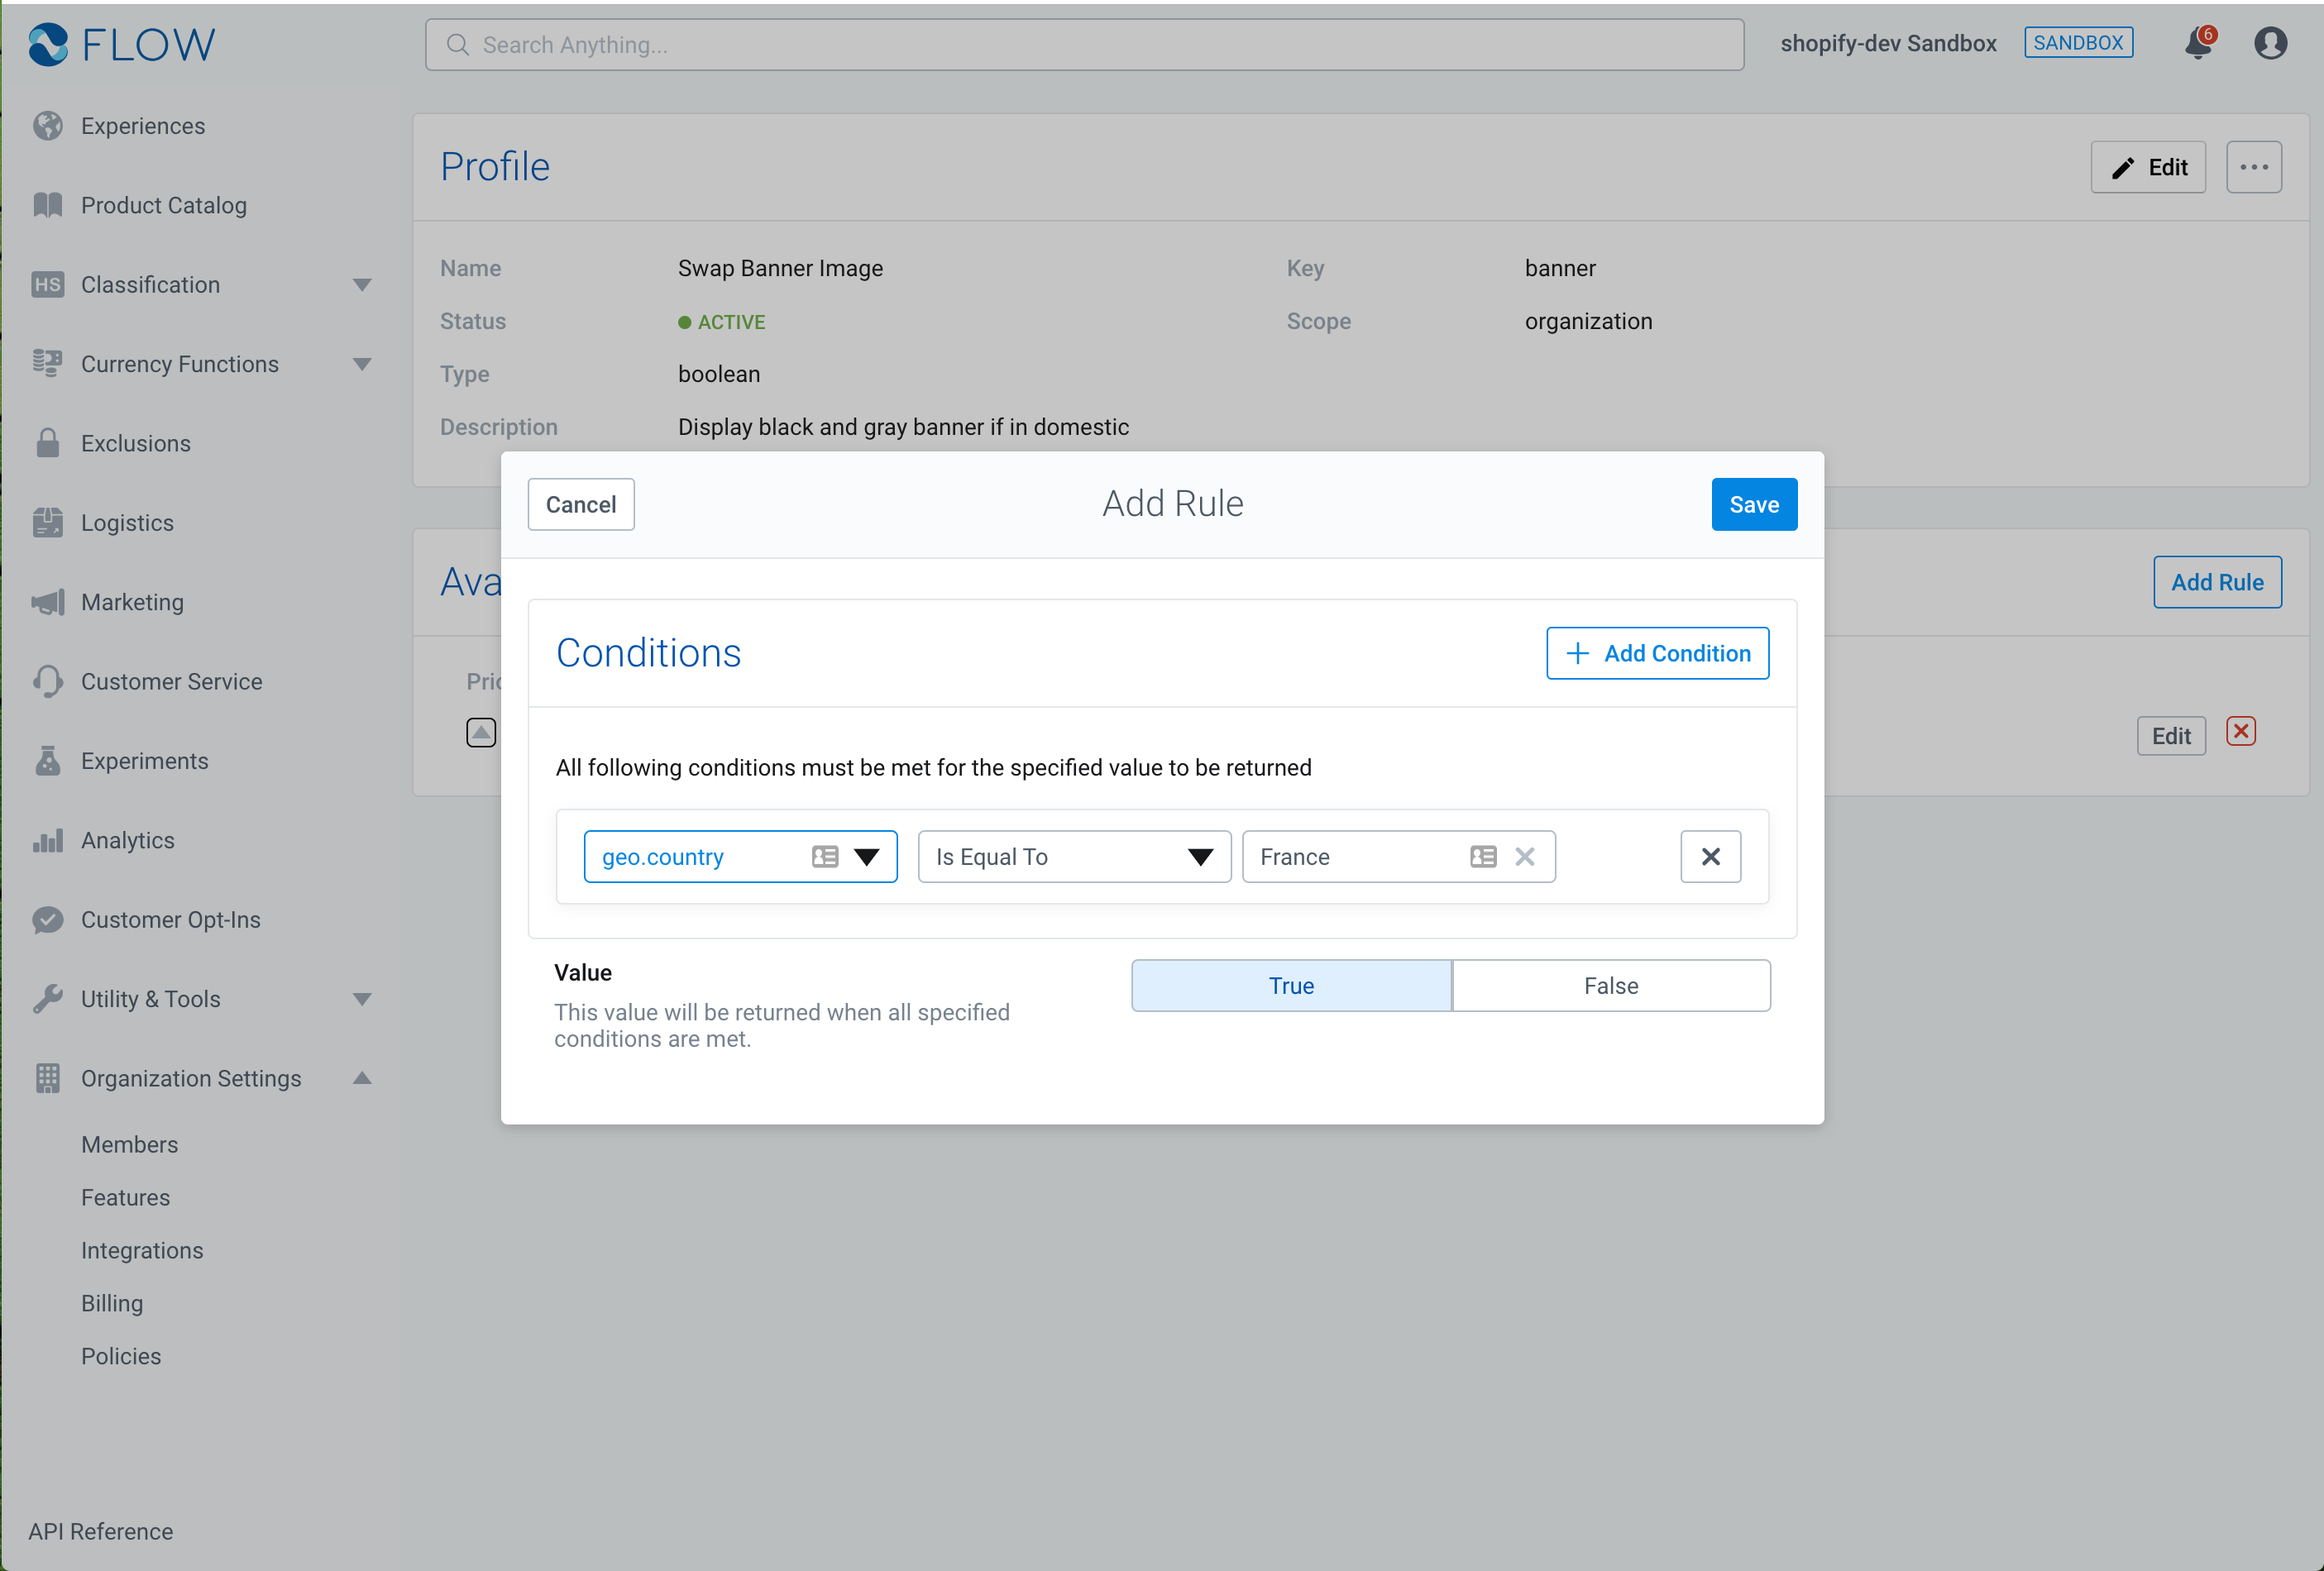 FLOW
Search Anything...
shopify-dev Sandbox
SANDBOX
6
Experiences
Product Catalog
HS Classification
Currency Functions
Exclusions
Logistics
Marketing
Customer Service
Experiments
Analytics
Customer Opt-Ins
Utility & Tools
Organization Settings
Members
Features
Integrations
Billing
Policies
API Reference
Profile
Edit
Name Swap Banner Image Key banner
Status ACTIVE Scope organization
Type boolean
Description Display black and gray banner if in domestic
Add Rule
Edit
Cancel
Add Rule
Save
Conditions
Add Condition
All following conditions must be met for the specified value to be returned
geo.country Is Equal To France
Value
This value will be returned when all specified
conditions are met.
True False